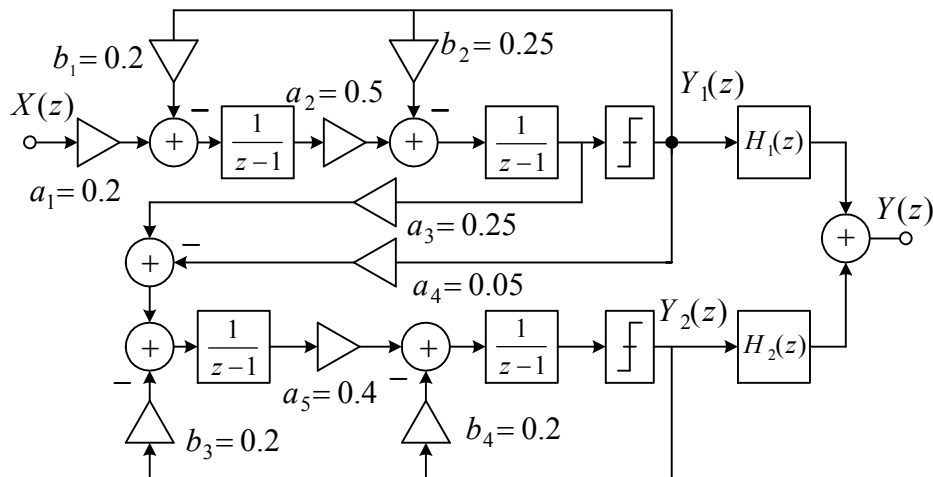 b₁ = 0.2
b₂ = 0.25
X(z)
a₂ = 0.5
Y₁(z)
−
−
+
1
z−1
+
1
z−1
H₁(z)
a₁ = 0.2
a₃ = 0.25
Y(z)
−
+
+
a₄ = 0.05
Y₂(z)
+
1
z−1
+
1
z−1
H₂(z)
−
−
a₅ = 0.4
b₃ = 0.2
b₄ = 0.2